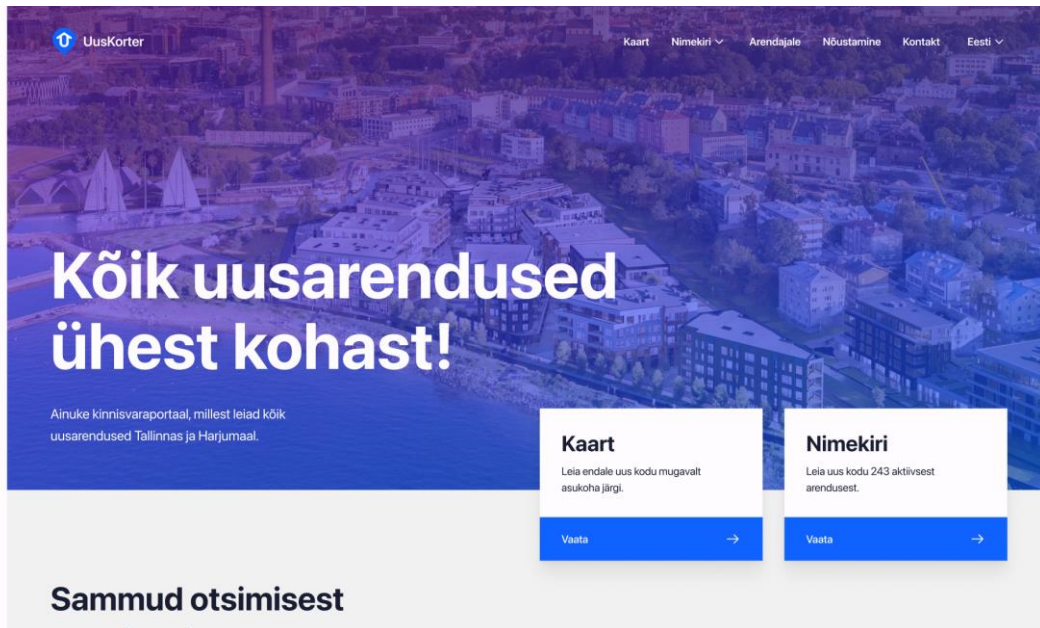 UusKorter
Kaart
Nimekiri
Arendajale
Nõustamine
Kontakt
Eesti
Kõik uusarendused
ühest kohast!
Ainuke kinnisvaraportaal, millest leiad kõik
uusarendused Tallinnas ja Harjumaal.
Kaart
Leia endale uus kodu mugavalt
asukoha järgi.
Vaata
Nimekiri
Leia uus kodu 243 aktiivsest
arendusest.
Vaata
Sammud otsimisest